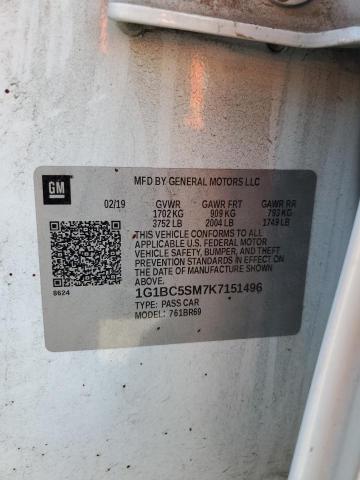 GM
MFD BY GENERAL MOTORS LLC
02/19 GVWR GAWR FRT GAWR RR
1702 KG 909 KG 793 KG
3752 LB 2004 LB 1749 LB
THIS VEHICLE CONFORMS TO ALL
APPLICABLE U.S. FEDERAL MOTOR
VEHICLE SAFETY, BUMPER, AND THEFT
PREVENTION STANDARDS IN EFFECT ON
THE DATE OF MANUFACTURE SHOWN
ABOVE.
8624
1G1BC5SM7K7151496
TYPE: PASS CAR
MODEL: 761BR69